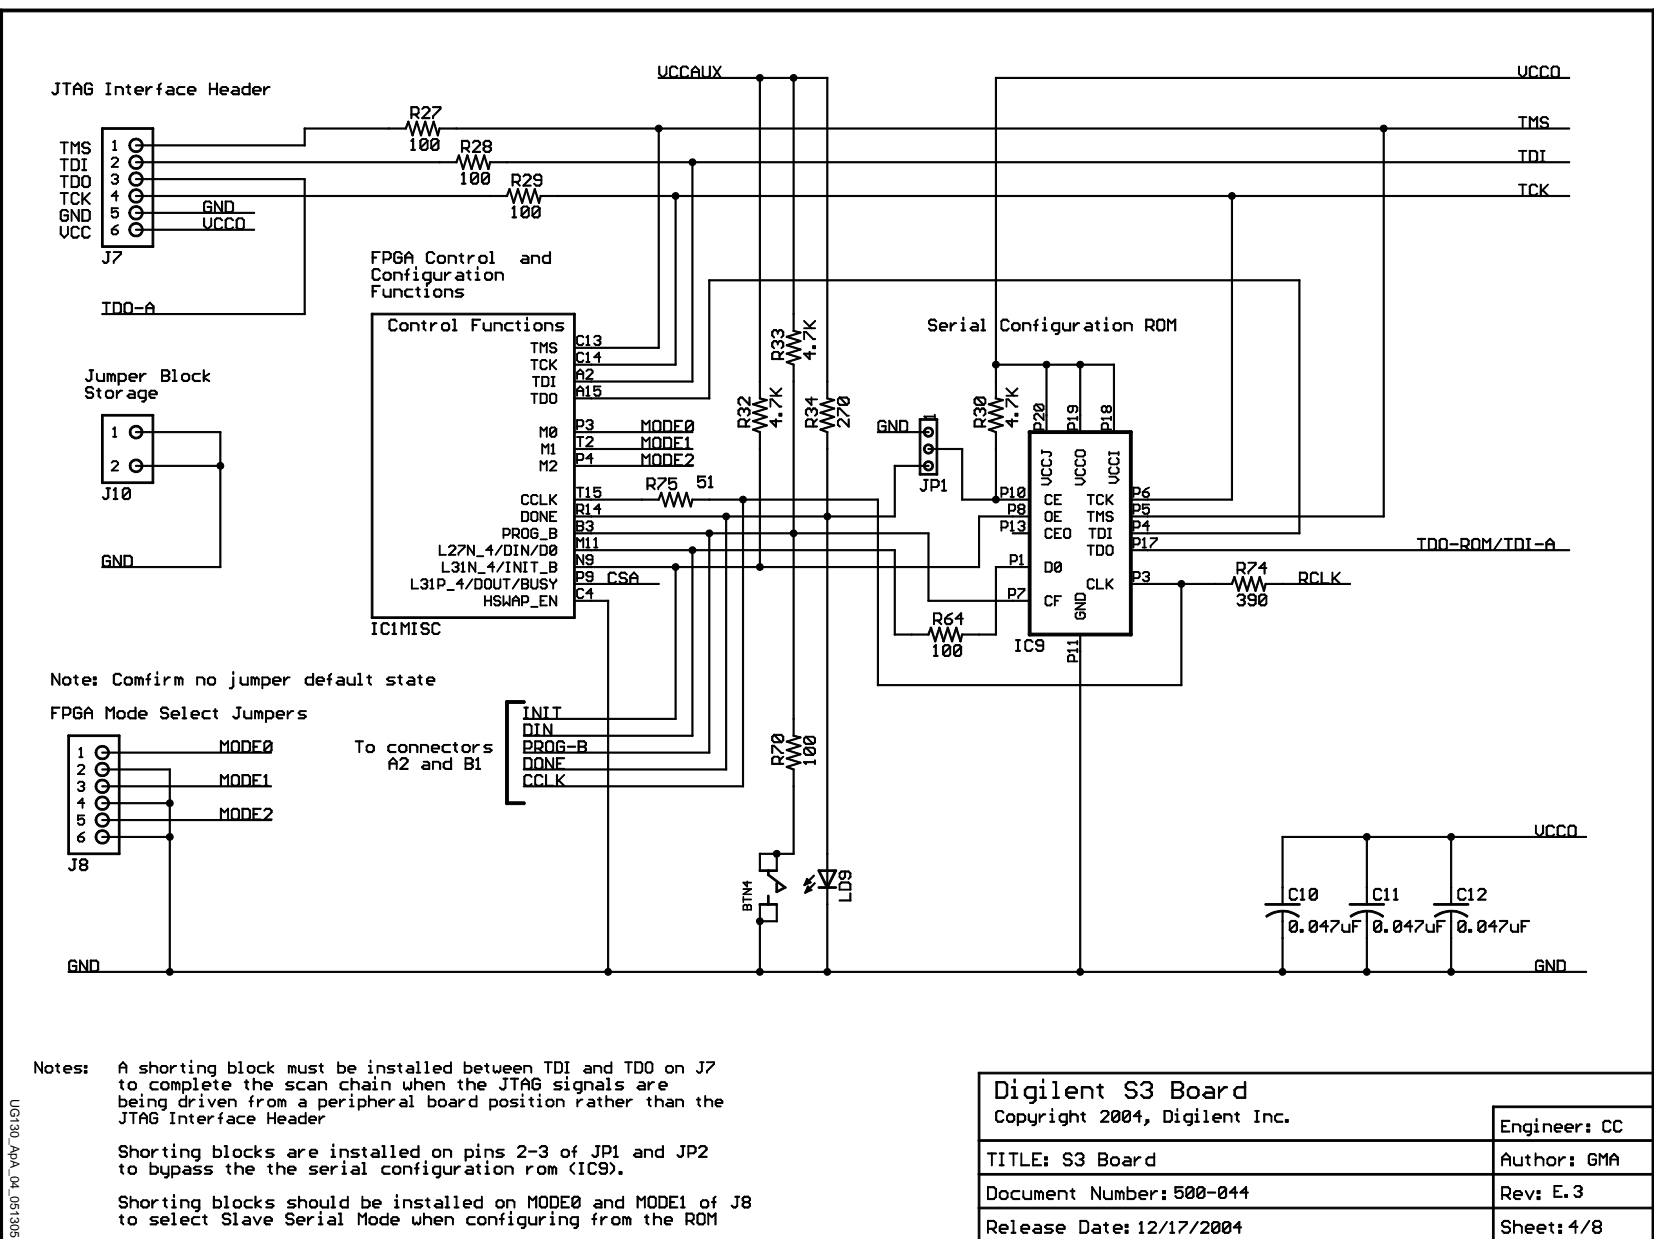 VCCAUX
VCCO
JTAG Interface Header
R27
100
TMS
R28
100
TDI
R29
100
TCK
TMS 1
TDI 2
TDO 3
TCK 4
GND 5 GND
VCC 6 VCCO
J7
TDO-A
FPGA Control and
Configuration
Functions
Control Functions
TMS C13
TCK C14
TDI A2
TDO A15
M0 P3 MODE0
M1 T2 MODE1
M2 P4 MODE2
CCLK T15 R75 51
DONE R14
PROG_B B3
L27N_4/DIN/D0 M11
L31N_4/INIT_B N9
L31P_4/DOUT/BUSY P9 CSA
HSWAP_EN C4
IC1MISC
Jumper Block
Storage
1
2
J10
GND
R33 4.7K
R32 4.7K
R34 270
Serial Configuration ROM
GND
1
JP1
R30 4.7K
P20 P19 P18
VCCJ VCCO VCCI
P10 CE TCK P6
P8 OE TMS P5
P13 CEO TDI P4
TDO P17 TDO-ROM/TDI-A
P1 D0
CLK P3 R74 390 RCLK
P7 CF
GND
P11
IC9
R64
100
Note: Comfirm no jumper default state
FPGA Mode Select Jumpers
1 MODE0
2
3 MODE1
4
5 MODE2
6
J8
To connectors
A2 and B1
INIT
DIN
PROG-B
DONE
CCLK
R70 100
BTN4
LD9
VCCO
C10 C11 C12
0.047uF 0.047uF 0.047uF
GND
GND
Notes: A shorting block must be installed between TDI and TDO on J7
to complete the scan chain when the JTAG signals are
being driven from a peripheral board position rather than the
JTAG Interface Header
Shorting blocks are installed on pins 2-3 of JP1 and JP2
to bypass the the serial configuration rom (IC9).
Shorting blocks should be installed on MODE0 and MODE1 of J8
to select Slave Serial Mode when configuring from the ROM
UG130_ApA_04_051305
Digilent S3 Board
Copyright 2004, Digilent Inc.
Engineer: CC
TITLE: S3 Board
Author: GMA
Document Number: 500-044
Rev: E.3
Release Date: 12/17/2004
Sheet: 4/8